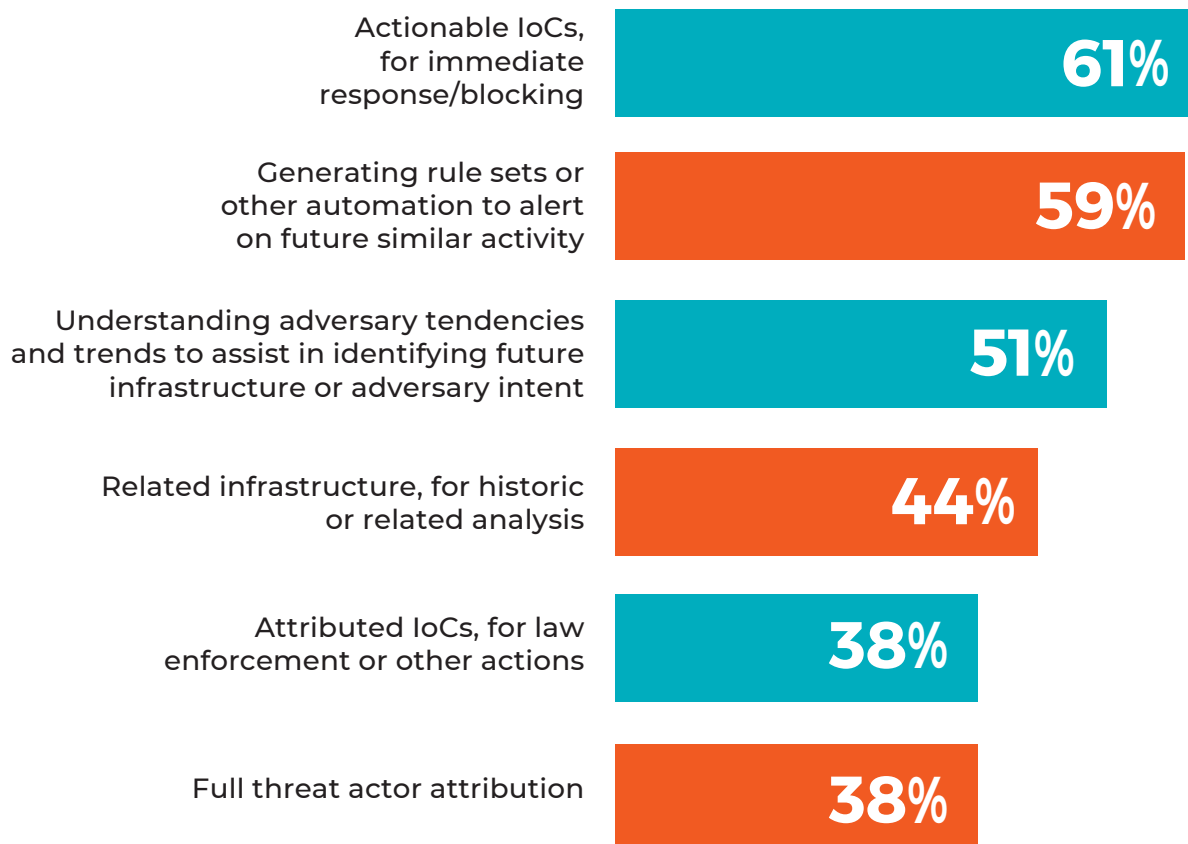 Actionable IoCs,
for immediate
response/blocking
61%
Generating rule sets or
other automation to alert
on future similar activity
59%
Understanding adversary tendencies
and trends to assist in identifying future
infrastructure or adversary intent
51%
Related infrastructure, for historic
or related analysis
44%
Attributed IoCs, for law
enforcement or other actions
38%
Full threat actor attribution
38%